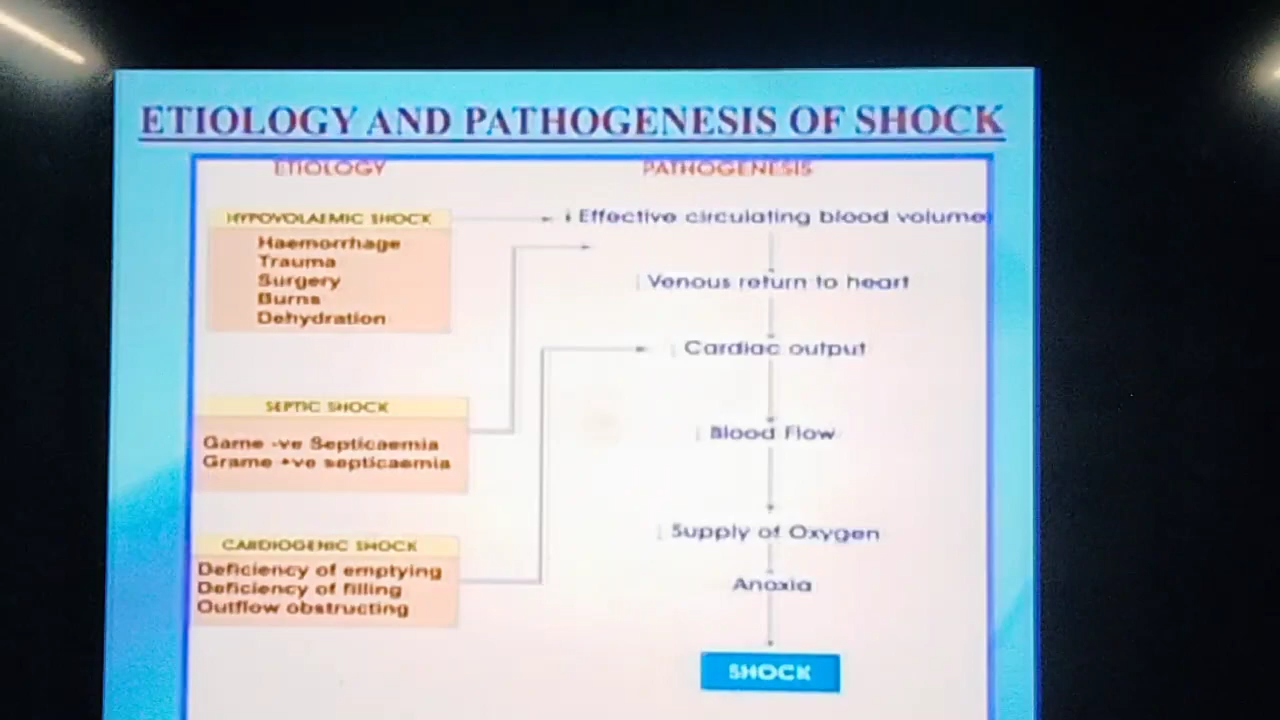 ETIOLOGY AND PATHOGENESIS OF SHOCK
ETIOLOGY
HYPOVOLAEMIC SHOCK
Haemorrhage
Trauma
Surgery
Burns
Dehydration
SEPTIC SHOCK
Game -ve Septicaemia
Grame +ve septicaemia
CARDIOGENIC SHOCK
Deficiency of emptying
Deficiency of filling
Outflow obstructing
PATHOGENESIS
↓ Effective circulating blood volume
↓ Venous return to heart
↓ Cardiac output
↓ Blood Flow
↓ Supply of Oxygen
Anoxia
SHOCK